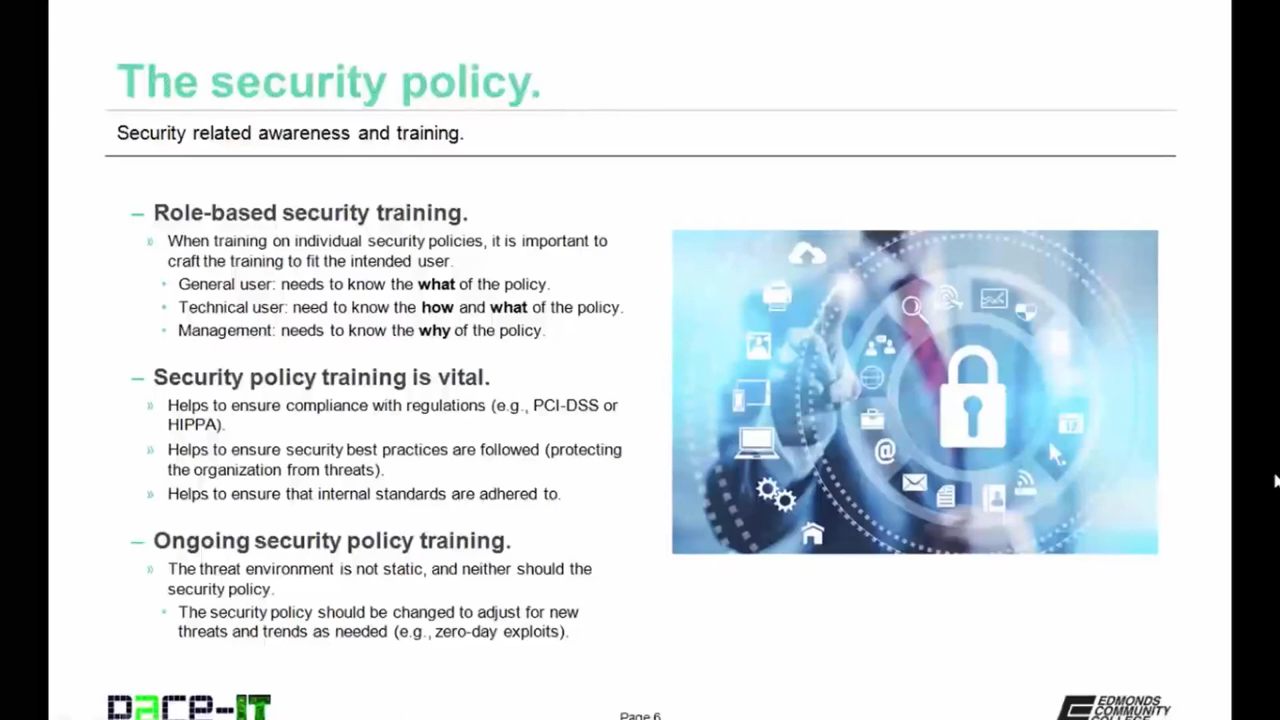 The security policy.
Security related awareness and training.
– Role-based security training.
» When training on individual security policies, it is important to
craft the training to fit the intended user.
• General user: needs to know the what of the policy.
• Technical user: need to know the how and what of the policy.
• Management: needs to know the why of the policy.
– Security policy training is vital.
» Helps to ensure compliance with regulations (e.g., PCI-DSS or
HIPPA).
» Helps to ensure security best practices are followed (protecting
the organization from threats).
» Helps to ensure that internal standards are adhered to.
– Ongoing security policy training.
» The threat environment is not static, and neither should the
security policy.
• The security policy should be changed to adjust for new
threats and trends as needed (e.g., zero-day exploits).
pace-IT
Page 6
EDMONDS
COMMUNITY
COLLEGE